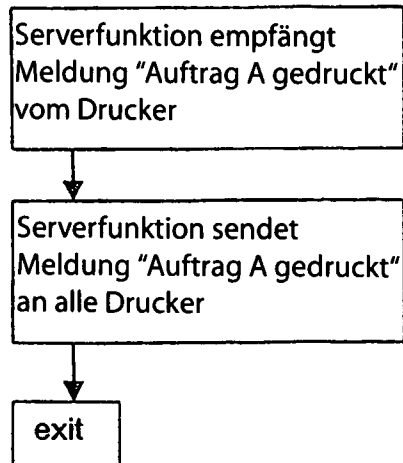 Serverfunktion empfängt
Meldung “Auftrag A gedruckt“
vom Drucker
Serverfunktion sendet
Meldung “Auftrag A gedruckt“
an alle Drucker
exit